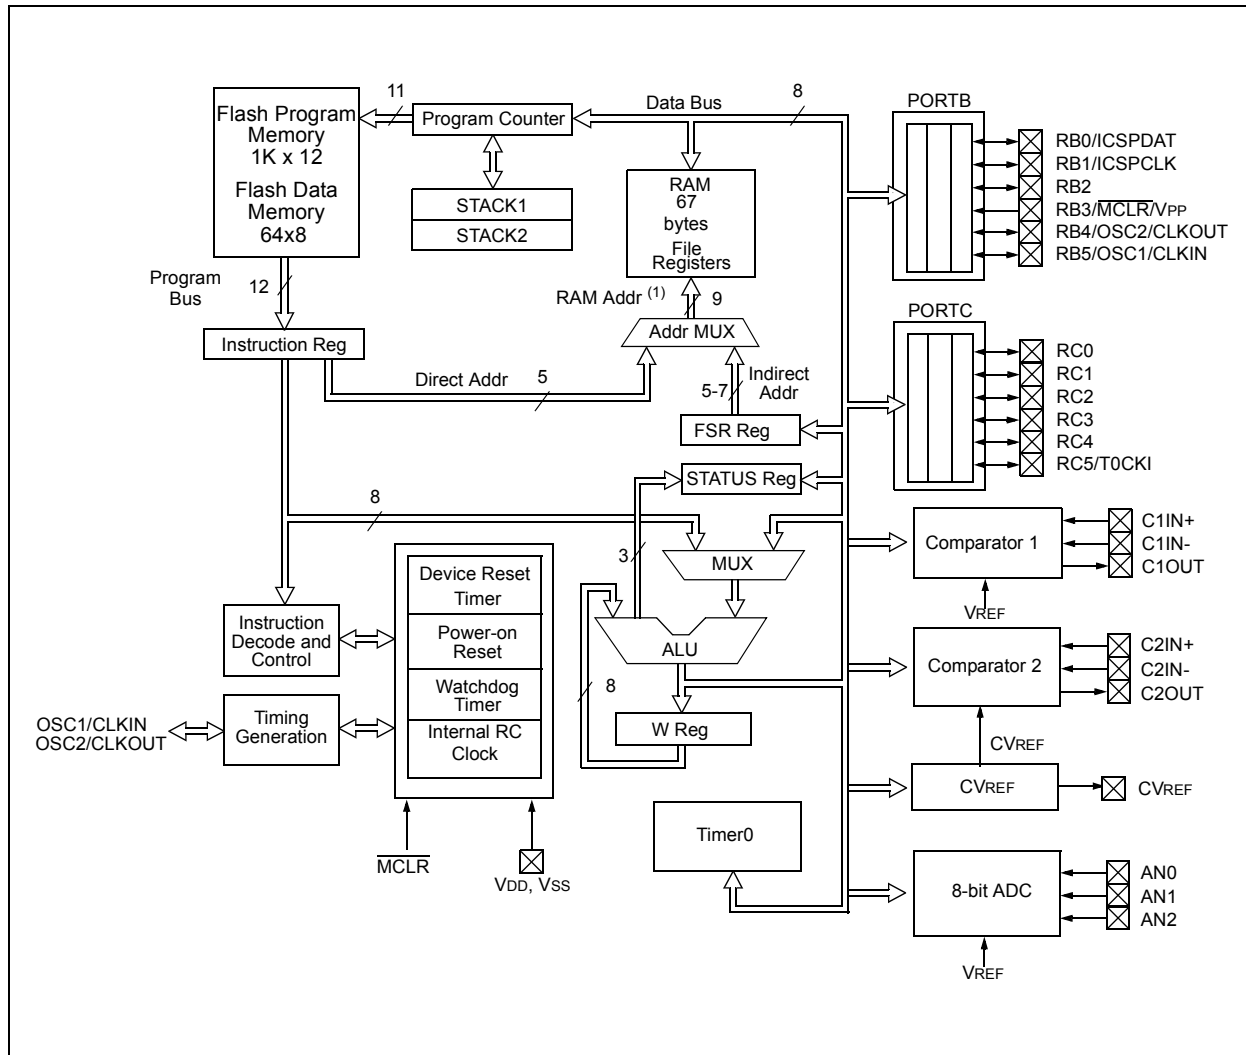 11
Data Bus
8
PORTB
Flash Program
Memory
1K x 12
Flash Data
Memory
64x8
Program Counter
STACK1
STACK2
RAM
67
bytes
File
Registers
RB0/ICSPDAT
RB1/ICSPCLK
RB2
RB3/MCLR/VPP
RB4/OSC2/CLKOUT
RB5/OSC1/CLKIN
Program
Bus
12
RAM Addr (1)
9
PORTC
Instruction Reg
Addr MUX
Direct Addr
5
5-7
Indirect
Addr
FSR Reg
RC0
RC1
RC2
RC3
RC4
RC5/T0CKI
STATUS Reg
8
3
MUX
Comparator 1
C1IN+
C1IN-
C1OUT
VREF
Device Reset
Timer
Power-on
Reset
Watchdog
Timer
Internal RC
Clock
Instruction
Decode and
Control
ALU
8
W Reg
Comparator 2
C2IN+
C2IN-
C2OUT
OSC1/CLKIN
OSC2/CLKOUT
Timing
Generation
CVREF
CVREF
CVREF
Timer0
MCLR
VDD, VSS
8-bit ADC
AN0
AN1
AN2
VREF